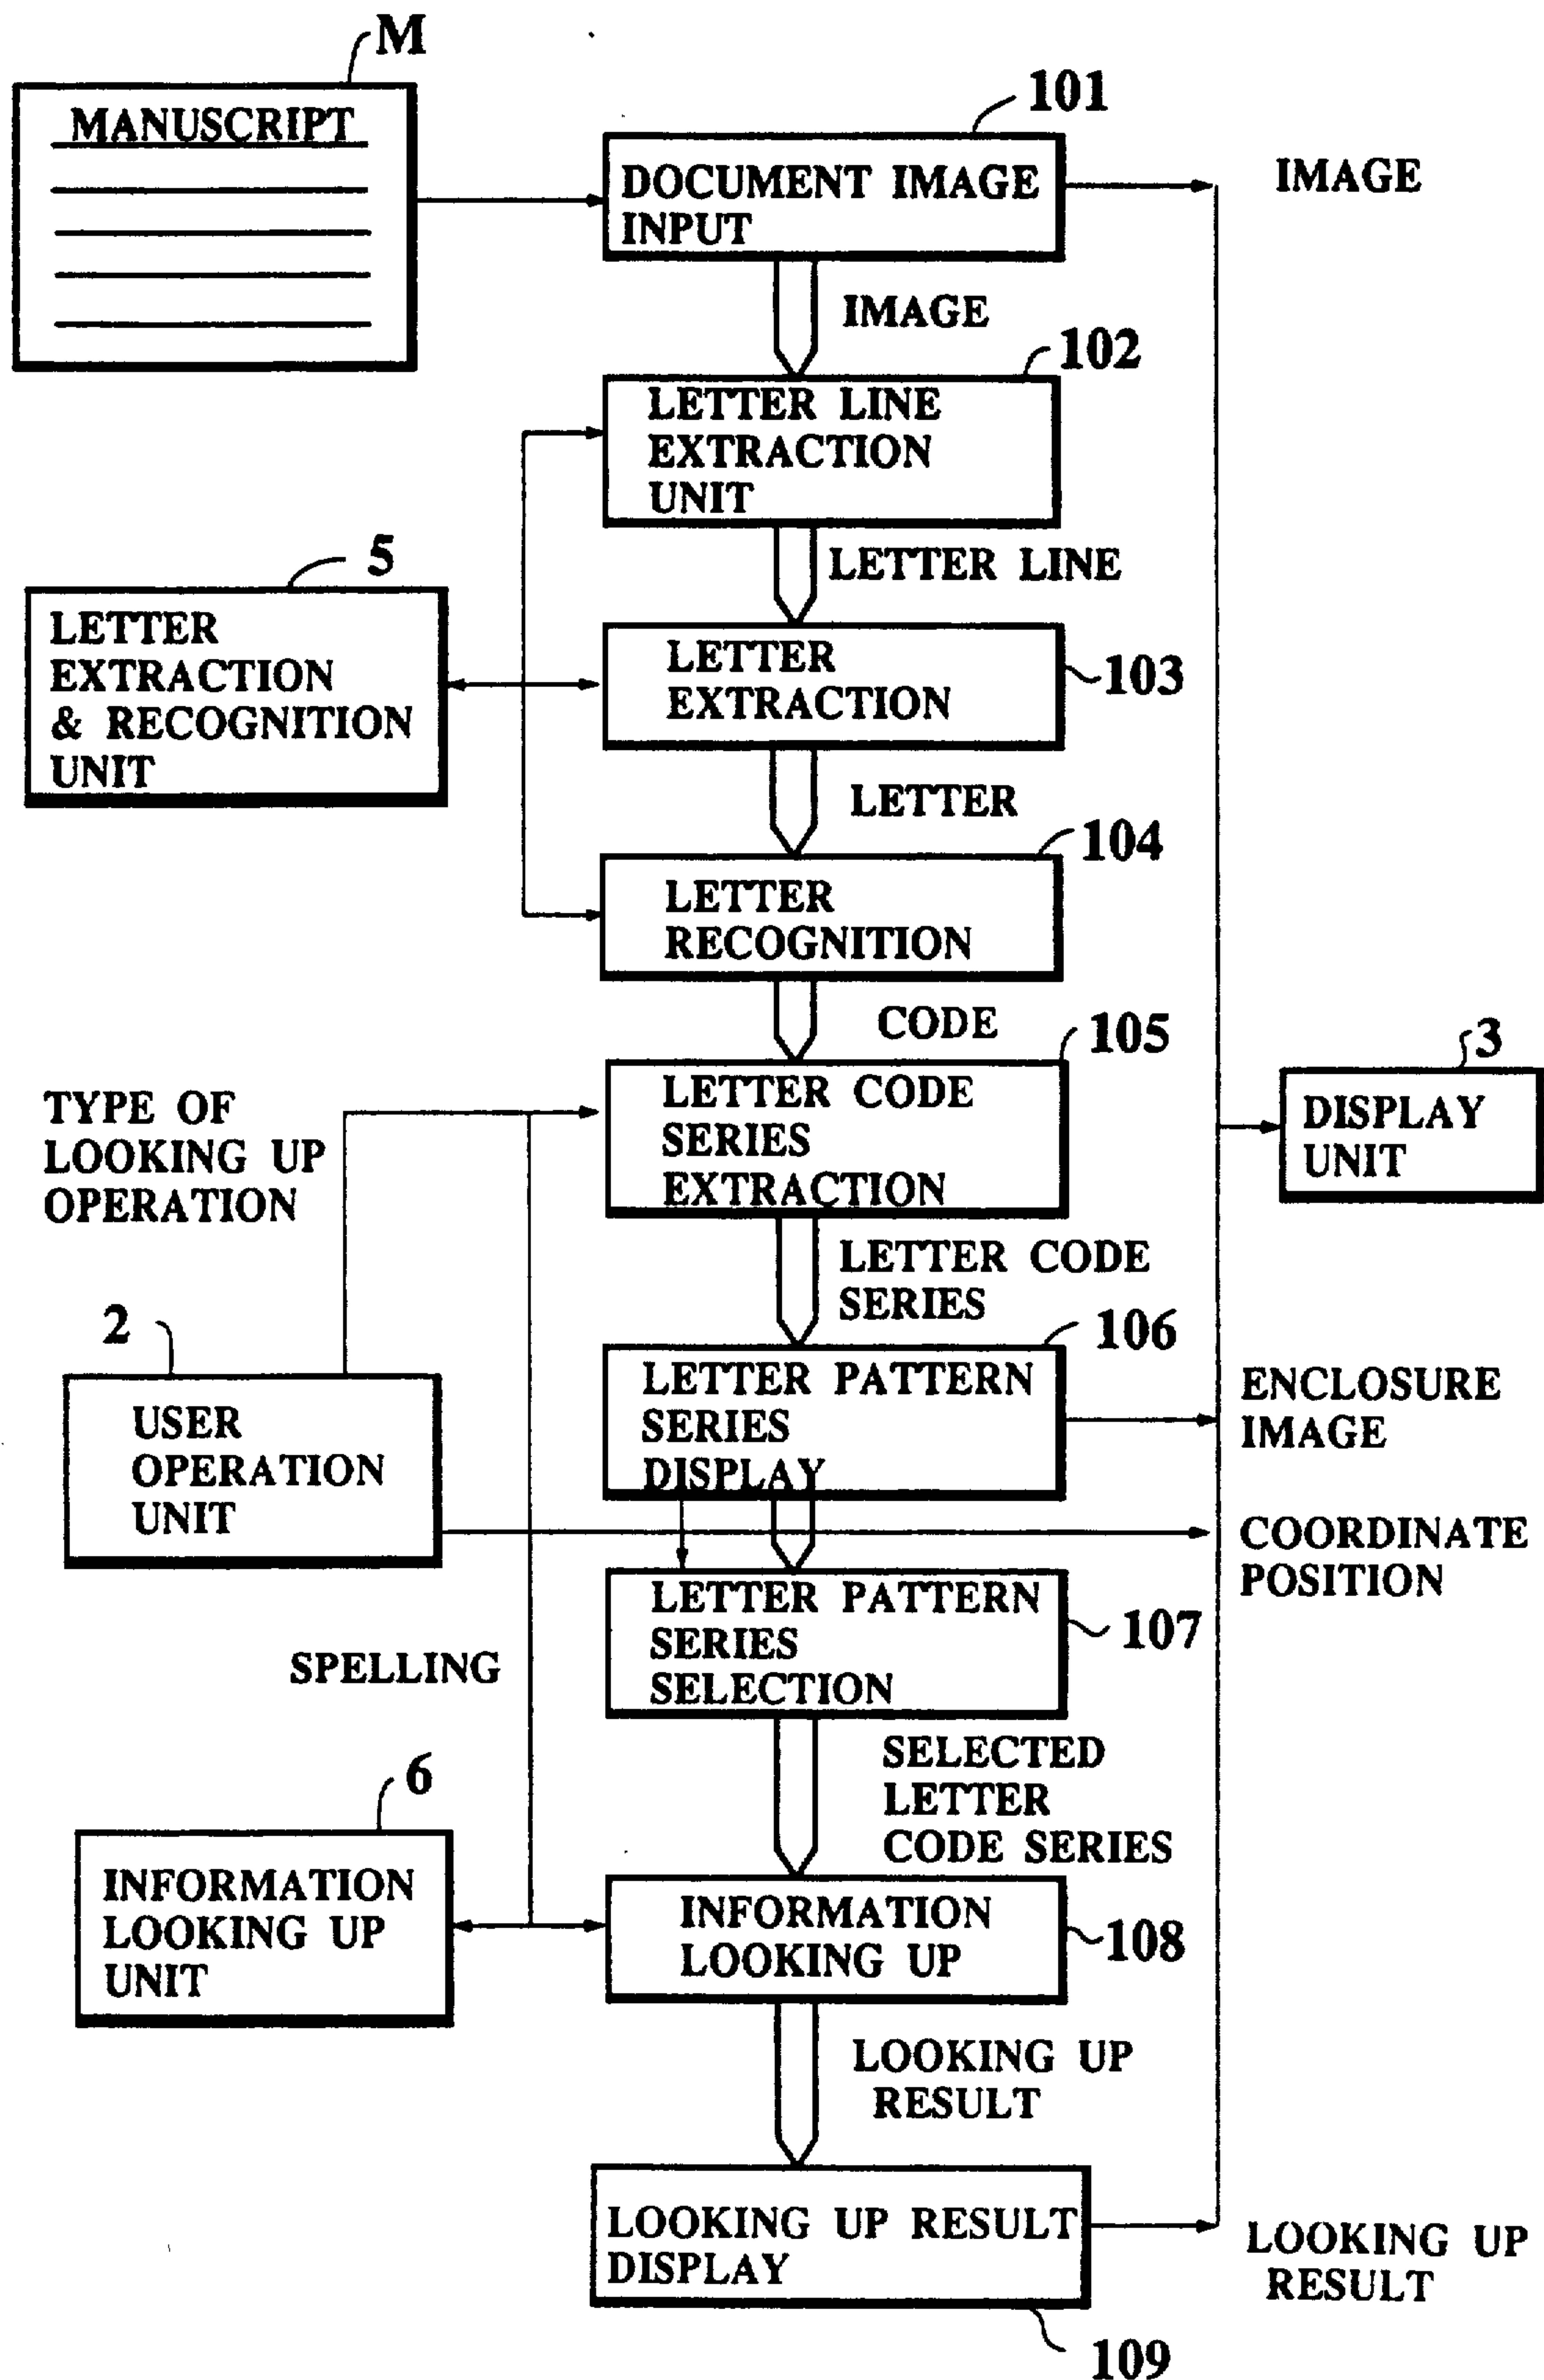 M
MANUSCRIPT
101
DOCUMENT IMAGE
INPUT
IMAGE
IMAGE
102
LETTER LINE
EXTRACTION
UNIT
LETTER LINE
5
LETTER
EXTRACTION
& RECOGNITION
UNIT
LETTER
EXTRACTION
103
LETTER
104
LETTER
RECOGNITION
CODE
105
3
TYPE OF
LOOKING UP
OPERATION
LETTER CODE
SERIES
EXTRACTION
DISPLAY
UNIT
LETTER CODE
SERIES
2
106
USER
OPERATION
UNIT
LETTER PATTERN
SERIES
DISPLAY
ENCLOSURE
IMAGE
COORDINATE
POSITION
LETTER PATTERN
SERIES
SELECTION
107
SPELLING
SELECTED
LETTER
CODE SERIES
6
INFORMATION
LOOKING UP
UNIT
INFORMATION
LOOKING UP
108
LOOKING UP
RESULT
LOOKING UP RESULT
DISPLAY
LOOKING UP
RESULT
109